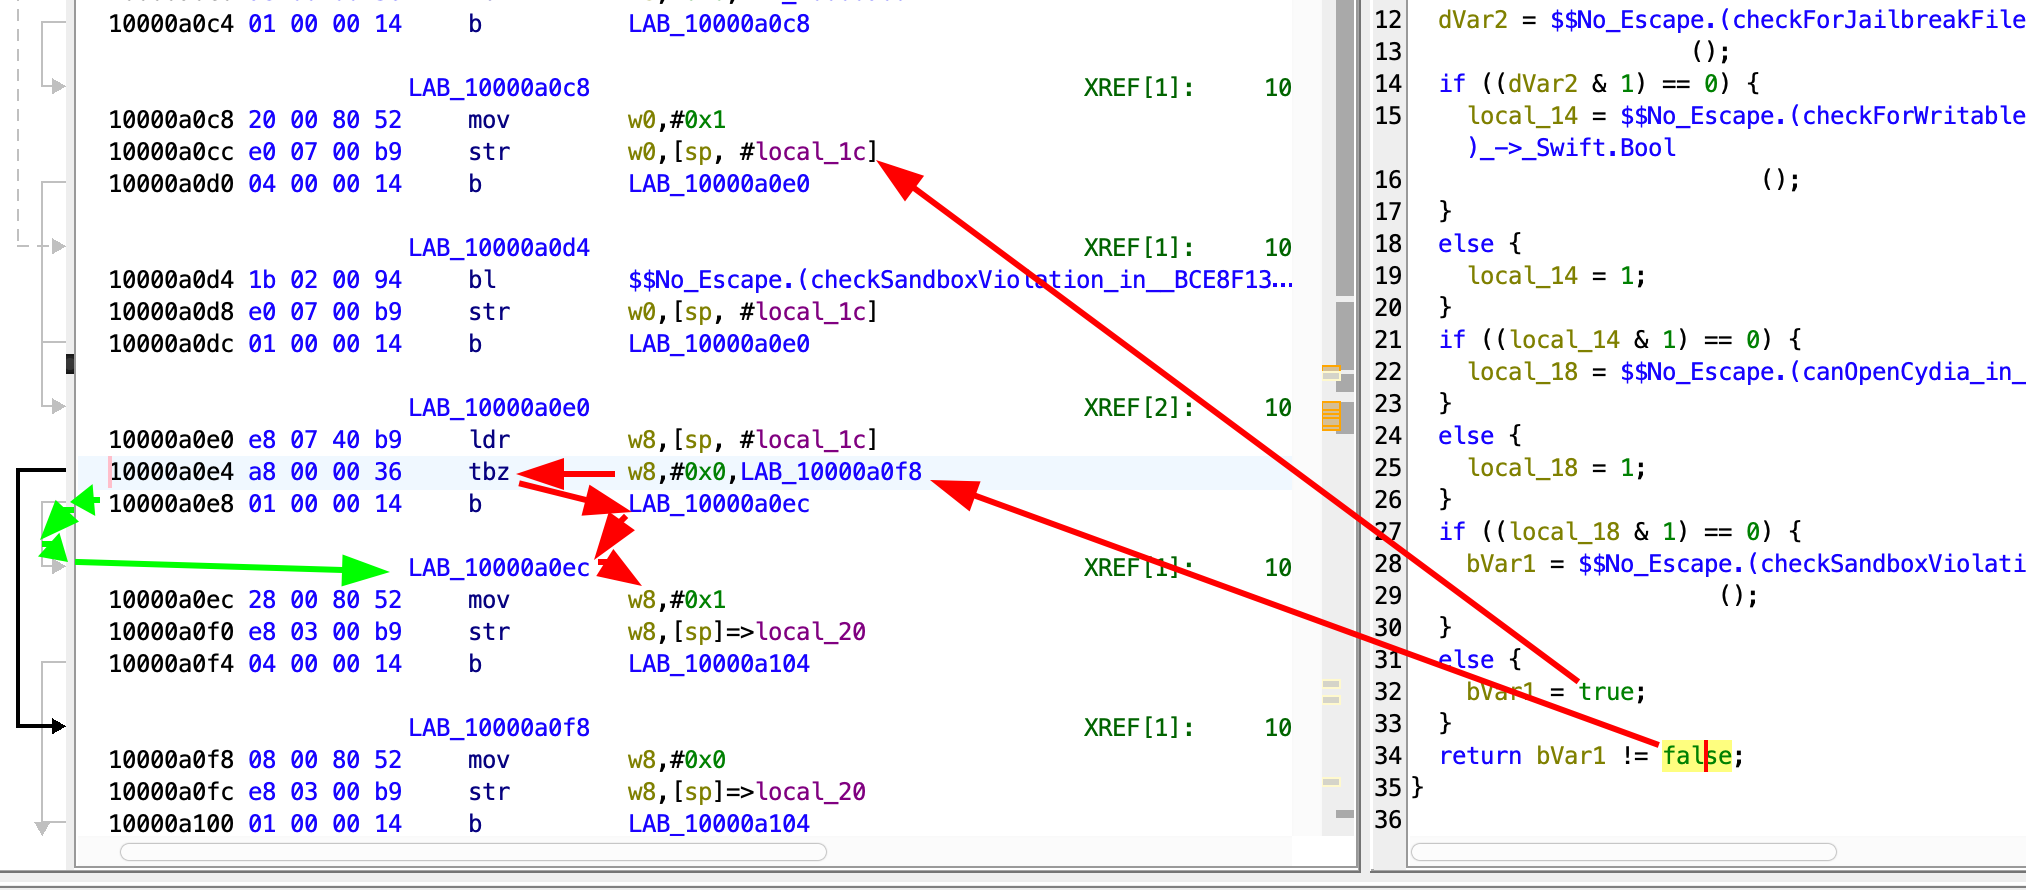 10000a0c4 01 00 00 14 b LAB_10000a0c8
LAB_10000a0c8 XREF[1]: 10
10000a0c8 20 00 80 52 mov w0,#0x1
10000a0cc e0 07 00 b9 str w0,[sp, #local_1c]
10000a0d0 04 00 00 14 b LAB_10000a0e0
LAB_10000a0d4 XREF[1]: 10
10000a0d4 1b 02 00 94 bl $$No_Escape.(checkSandboxViolation_in__BCE8F13...
10000a0d8 e0 07 00 b9 str w0,[sp, #local_1c]
10000a0dc 01 00 00 14 b LAB_10000a0e0
LAB_10000a0e0 XREF[2]: 10
10000a0e0 e8 07 40 b9 ldr w8,[sp, #local_1c]
10000a0e4 a8 00 00 36 tbz w8,#0x0,LAB_10000a0f8
10000a0e8 01 00 00 14 b LAB_10000a0ec
LAB_10000a0ec XREF[1]: 10
10000a0ec 28 00 80 52 mov w8,#0x1
10000a0f0 e8 03 00 b9 str w8,[sp]=>local_20
10000a0f4 04 00 00 14 b LAB_10000a104
LAB_10000a0f8 XREF[1]: 10
10000a0f8 08 00 80 52 mov w8,#0x0
10000a0fc e8 03 00 b9 str w8,[sp]=>local_20
10000a100 01 00 00 14 b LAB_10000a104
12 dVar2 = $$No_Escape.(checkForJailbreakFile
13 ();
14 if ((dVar2 & 1) == 0) {
15 local_14 = $$No_Escape.(checkForWritable
)_->_Swift.Bool
16 ();
17 }
18 else {
19 local_14 = 1;
20 }
21 if ((local_14 & 1) == 0) {
22 local_18 = $$No_Escape.(canOpenCydia_in_
23 }
24 else {
25 local_18 = 1;
26 }
27 if ((local_18 & 1) == 0) {
28 bVar1 = $$No_Escape.(checkSandboxViolati
29 ();
30 }
31 else {
32 bVar1 = true;
33 }
34 return bVar1 != false;
35 }
36